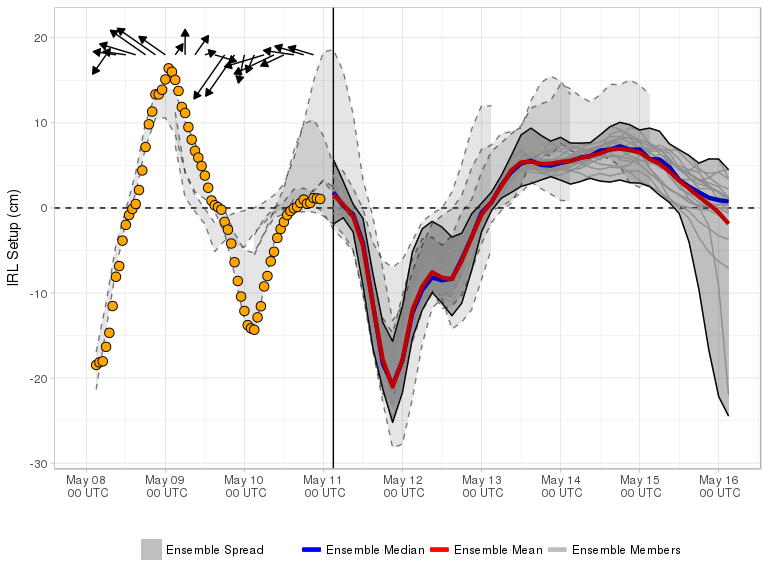 IRL Setup (cm)
20
10
0
-10
-20
-30
May 08 May 09 May 10 May 11 May 12 May 13 May 14 May 15 May 16
00 UTC 00 UTC 00 UTC 00 UTC 00 UTC 00 UTC 00 UTC 00 UTC 00 UTC
Ensemble Spread Ensemble Median Ensemble Mean Ensemble Members